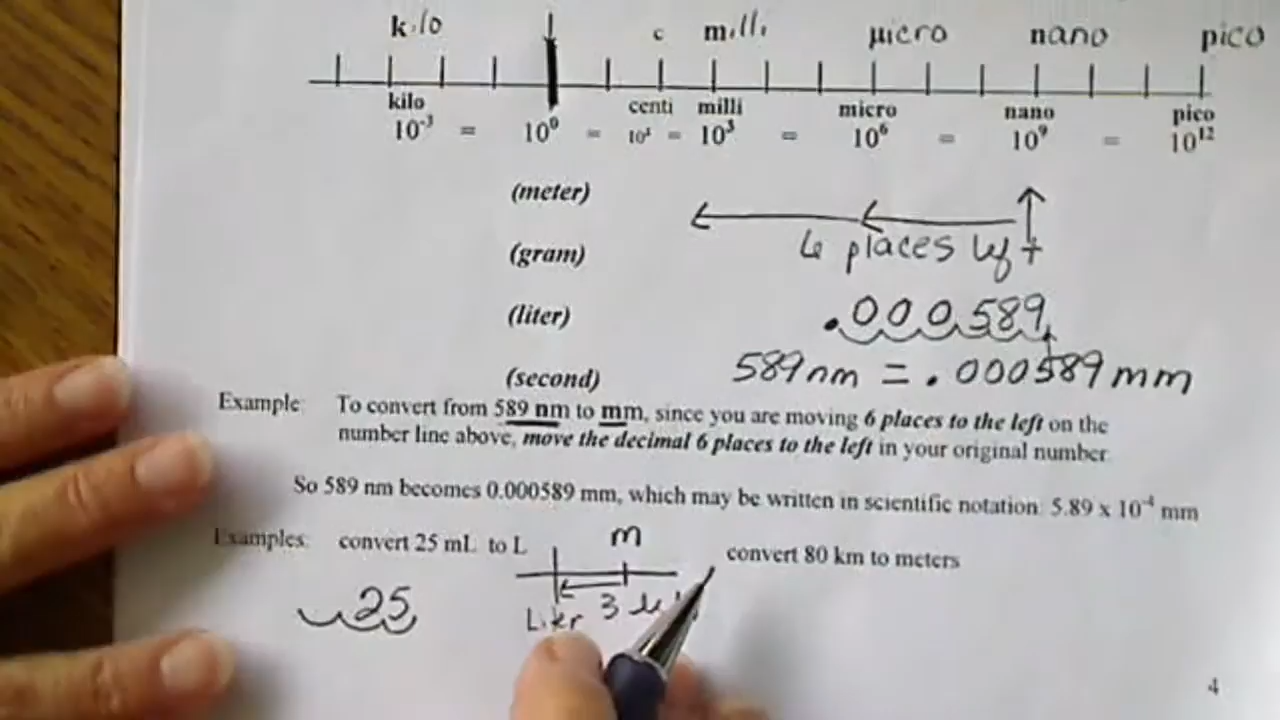 kilo 1 c milli micro nano pico
kilo centi milli micro nano pico
10⁻³ = 10⁰ = 10² = 10³ = 10⁶ = 10⁹ = 10¹²
(meter)
(gram)
6 places left
(liter)
.000589
(second)
589nm = .000589mm
Example: To convert from 589 nm to mm, since you are moving 6 places to the left on the
number line above, move the decimal 6 places to the left in your original number.
So 589 nm becomes 0.000589 mm, which may be written in scientific notation: 5.89 x 10⁻⁴ mm
Examples: convert 25 mL to L
m
convert 80 km to meters
25
Liter 3
4